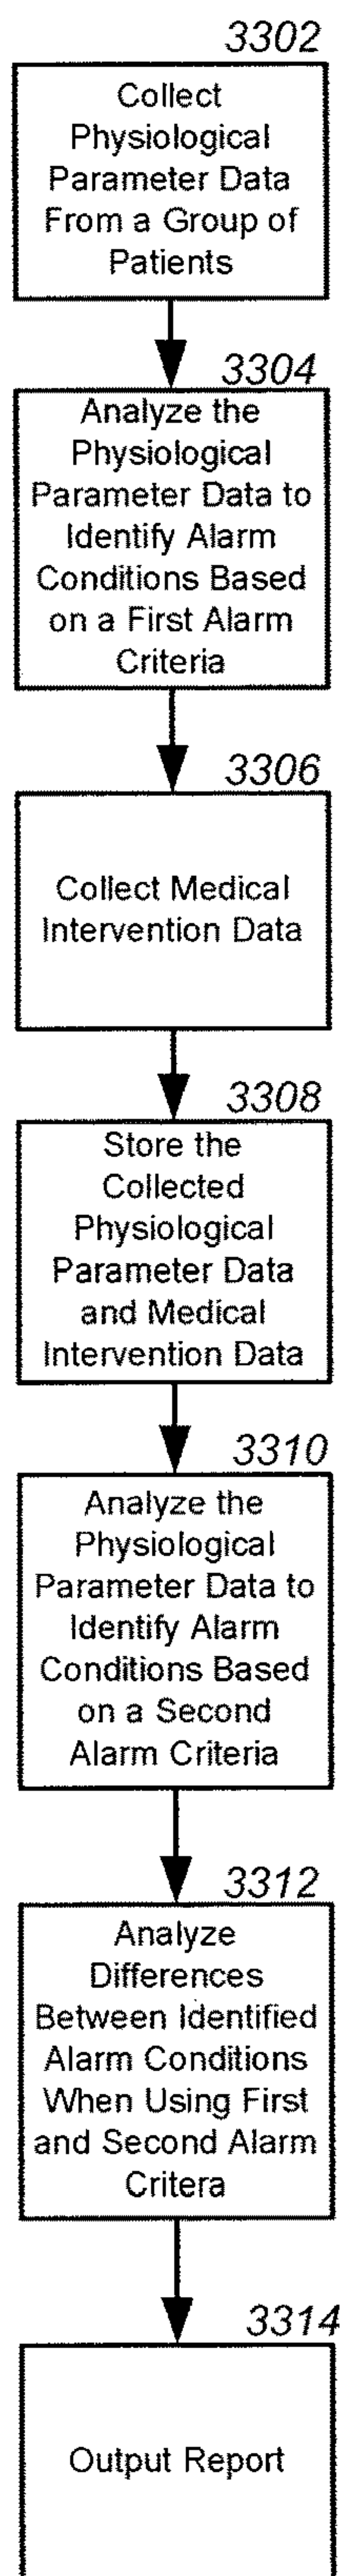 3302
Collect
Physiological
Parameter Data
From a Group of
Patients
3304
Analyze the
Physiological
Parameter Data to
Identify Alarm
Conditions Based
on a First Alarm
Criteria
3306
Collect Medical
Intervention Data
3308
Store the
Collected
Physiological
Parameter Data
and Medical
Intervention Data
3310
Analyze the
Physiological
Parameter Data to
Identify Alarm
Conditions Based
on a Second
Alarm Criteria
3312
Analyze
Differences
Between Identified
Alarm Conditions
When Using First
and Second Alarm
Critera
3314
Output Report